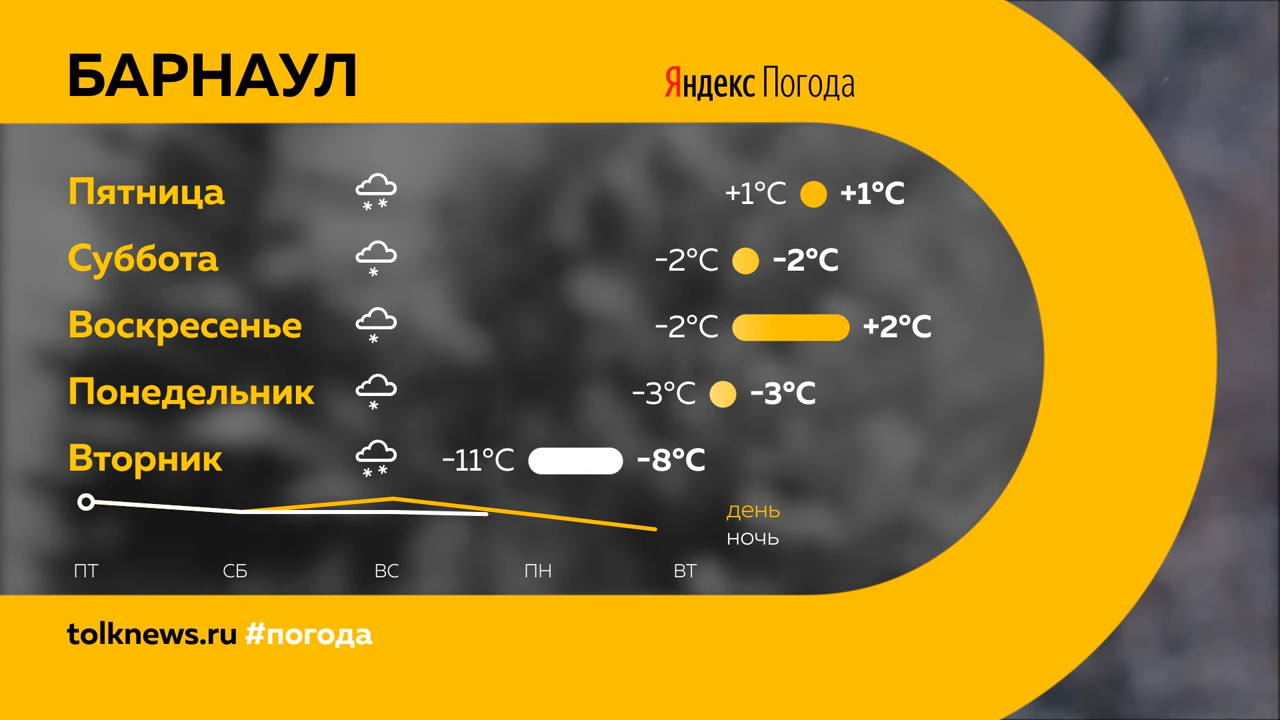 БАРНАУЛ
Яндекс Погода
Пятница +1°C +1°C
Суббота -2°C -2°C
Воскресенье -2°C +2°C
Понедельник -3°C -3°C
Вторник -11°C -8°C
день
ночь
ПТ СБ ВС ПН ВТ
tolknews.ru #погода